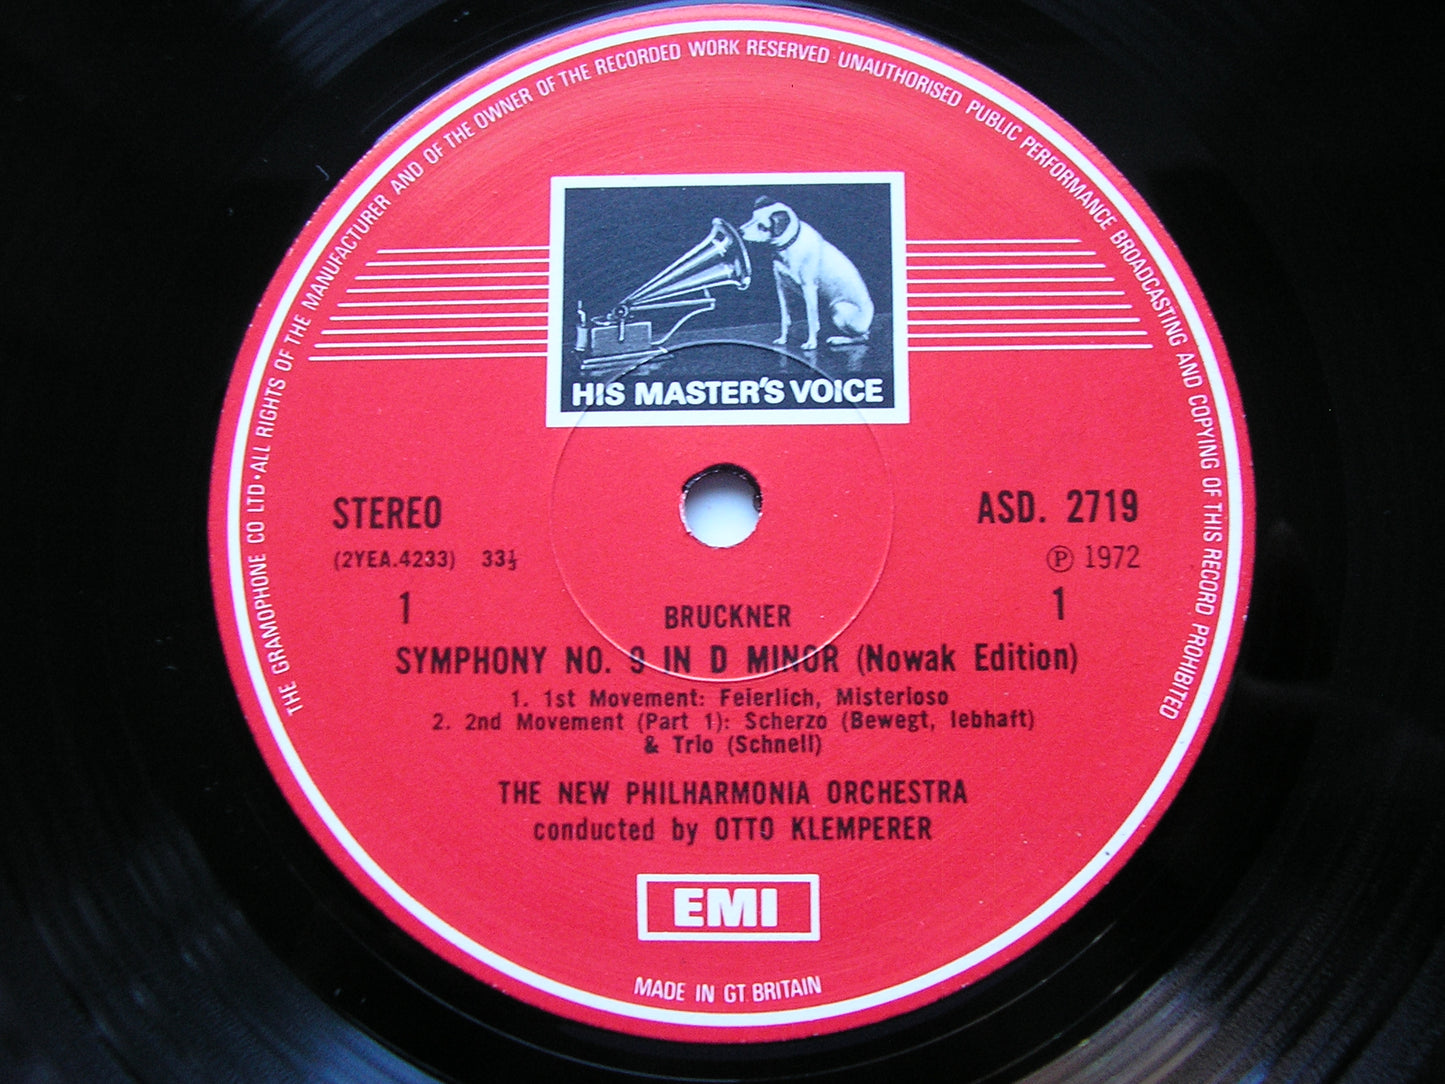 THE GRAMOPHONE CO LTD · ALL RIGHTS OF THE MANUFACTURER AND OF THE OWNER OF THE RECORDED WORK RESERVED UNAUTHORISED PUBLIC PERFORMANCE BROADCASTING AND COPYING OF THIS RECORD PROHIBITED
HIS MASTER'S VOICE
STEREO ASD. 2719
(2YEA.4233) 33⅓ ℗ 1972
1 1
BRUCKNER
SYMPHONY NO. 9 IN D MINOR (Nowak Edition)
1. 1st Movement: Feierlich, Misterioso
2. 2nd Movement (Part 1): Scherzo (Bewegt, lebhaft)
& Trio (Schnell)
THE NEW PHILHARMONIA ORCHESTRA
conducted by OTTO KLEMPERER
EMI
MADE IN GT. BRITAIN